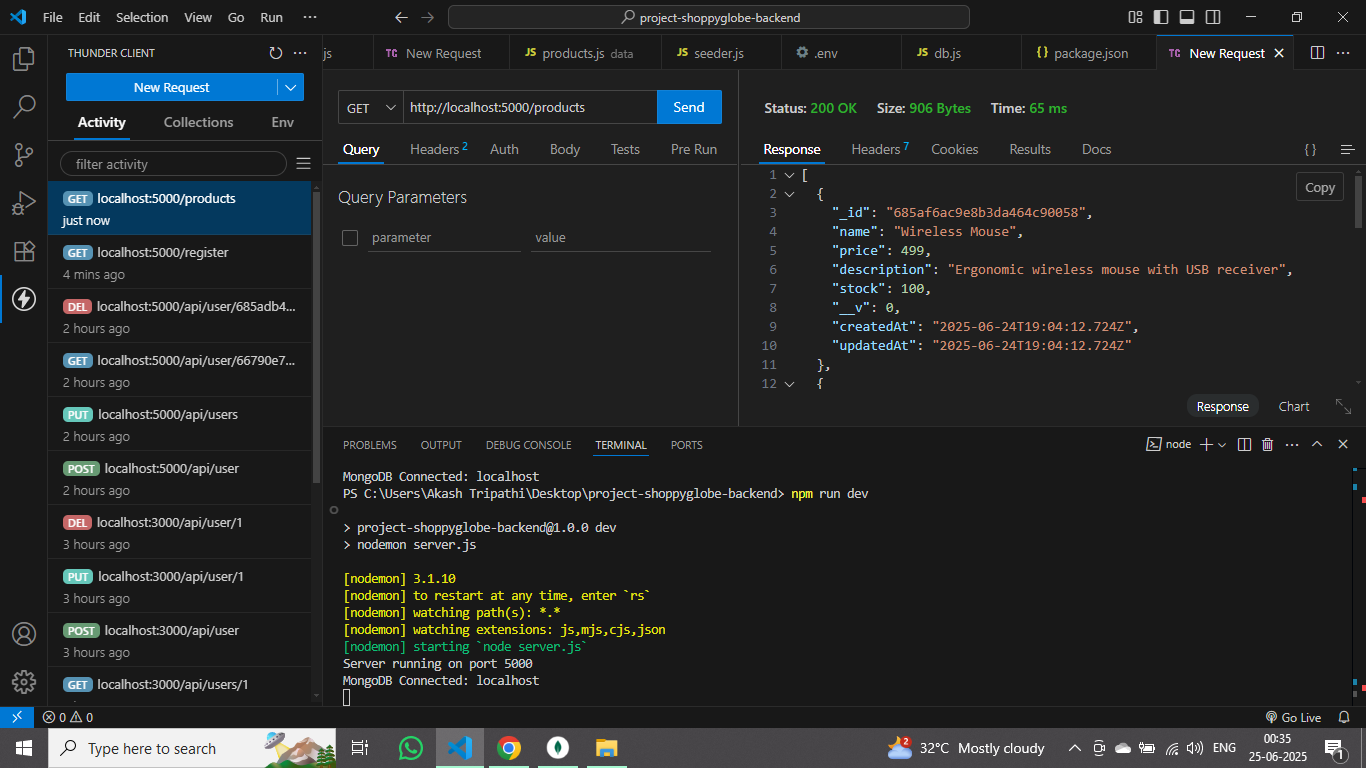 File Edit Selection View Go Run ···
project-shoppyglobe-backend
THUNDER CLIENT
New Request
Activity Collections Env
filter activity
GET localhost:5000/products
just now
GET localhost:5000/register
4 mins ago
DEL localhost:5000/api/user/685adb4...
2 hours ago
GET localhost:5000/api/user/66790e7...
2 hours ago
PUT localhost:5000/api/users
2 hours ago
POST localhost:5000/api/user
2 hours ago
DEL localhost:3000/api/user/1
3 hours ago
PUT localhost:3000/api/user/1
3 hours ago
POST localhost:3000/api/user
3 hours ago
GET localhost:3000/api/users/1
js TC New Request JS products.js data JS seeder.js .env JS db.js {} package.json TC New Request
GET http://localhost:5000/products Send
Query Headers 2 Auth Body Tests Pre Run
Query Parameters
parameter value
Status: 200 OK Size: 906 Bytes Time: 65 ms
Response Headers 7 Cookies Results Docs {}
Copy
1 [
2 {
3 "_id": "685af6ac9e8b3da464c90058",
4 "name": "Wireless Mouse",
5 "price": 499,
6 "description": "Ergonomic wireless mouse with USB receiver",
7 "stock": 100,
8 "__v": 0,
9 "createdAt": "2025-06-24T19:04:12.724Z",
10 "updatedAt": "2025-06-24T19:04:12.724Z"
11 },
12 {
Response Chart
PROBLEMS OUTPUT DEBUG CONSOLE TERMINAL PORTS
node
MongoDB Connected: localhost
PS C:\Users\Akash Tripathi\Desktop\project-shoppyglobe-backend> npm run dev
> project-shoppyglobe-backend@1.0.0 dev
> nodemon server.js
[nodemon] 3.1.10
[nodemon] to restart at any time, enter `rs`
[nodemon] watching path(s): *.*
[nodemon] watching extensions: js,mjs,cjs,json
[nodemon] starting `node server.js`
Server running on port 5000
MongoDB Connected: localhost
0 0
Go Live
Type here to search
2
32°C Mostly cloudy
ENG
00:35
25-06-2025
1